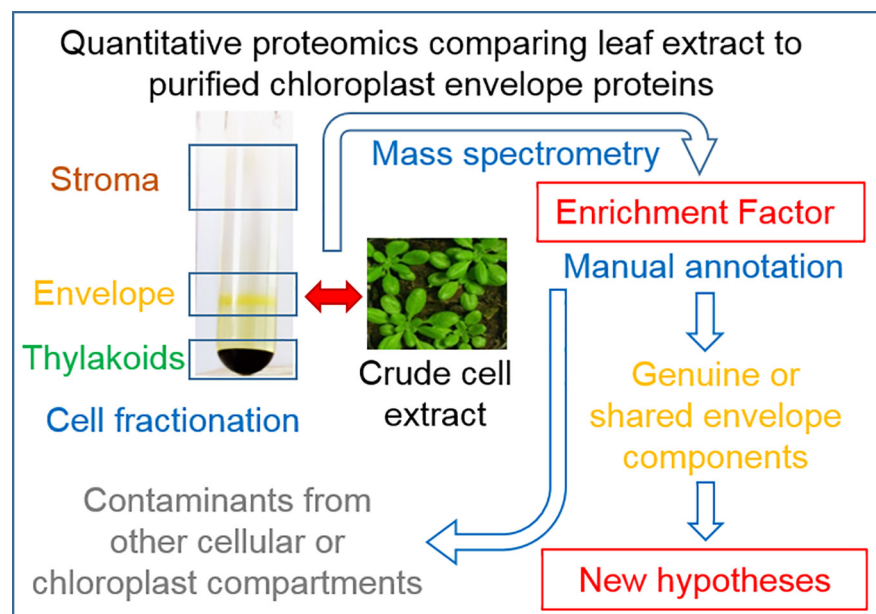 Quantitative proteomics comparing leaf extract to
purified chloroplast envelope proteins
Mass spectrometry
Stroma
Enrichment Factor
Manual annotation
Envelope
Thylakoids
Crude cell
extract
Cell fractionation
Genuine or
shared envelope
components
Contaminants from
other cellular or
chloroplast compartments
New hypotheses